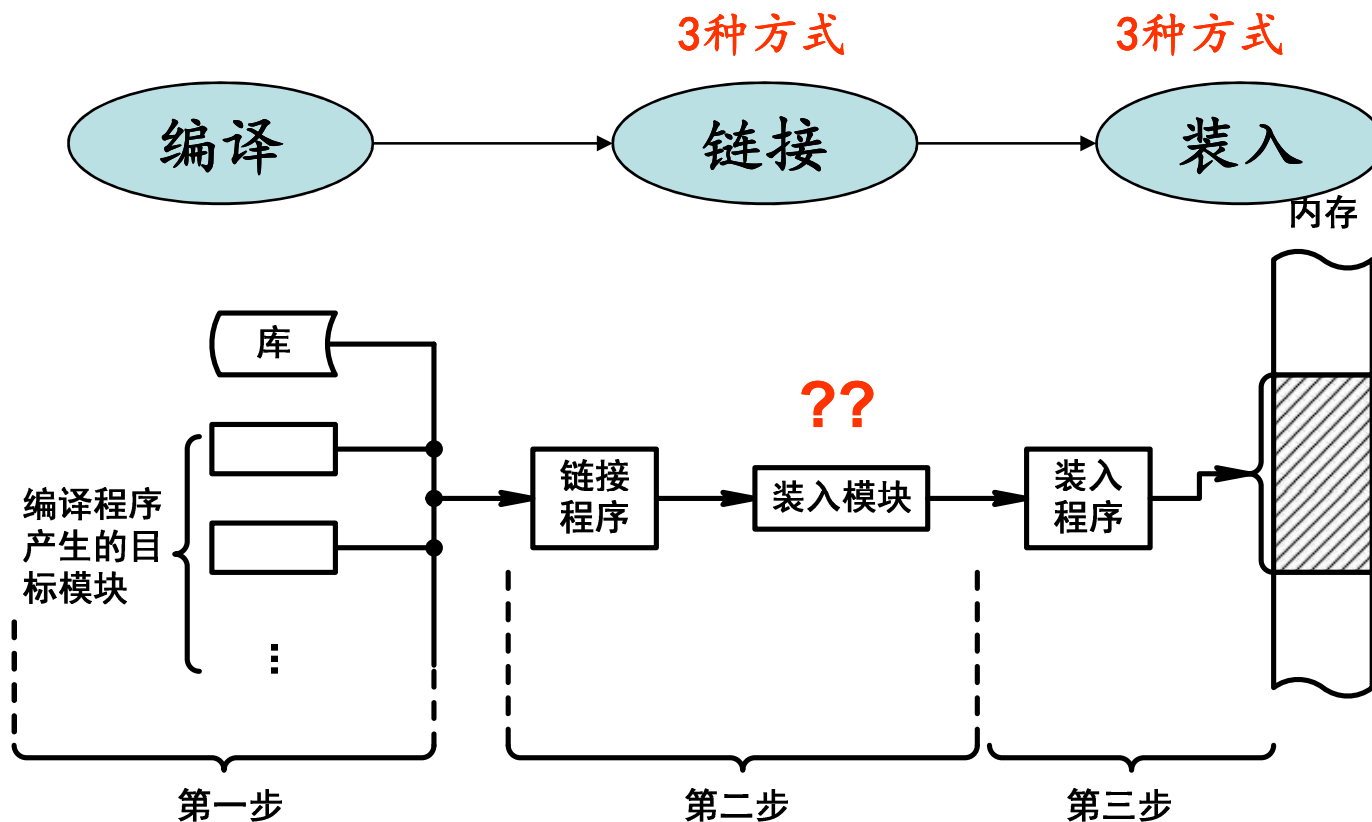 3种方式
3种方式
编译
链接
装入
内存
库
??
编译程序
产生的目
标模块
链接
程序
装入模块
装入
程序
⋮
第一步
第二步
第三步